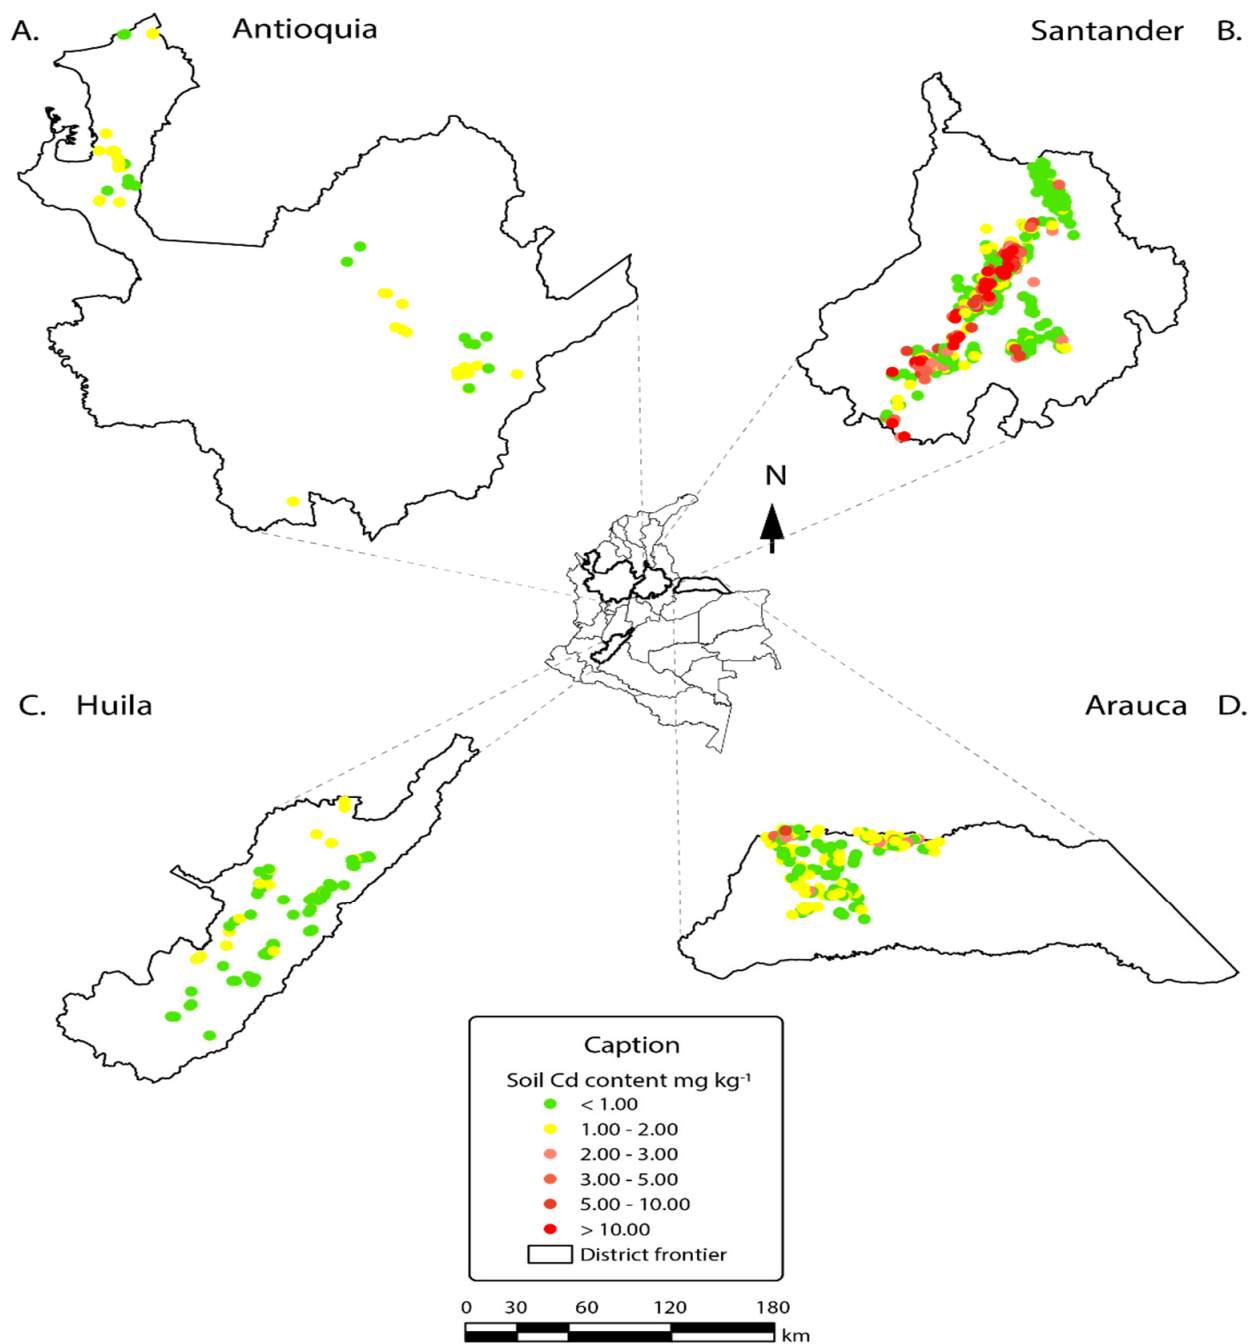 A. Antioquia
Santander B.
N
C. Huila
Arauca D.
Caption
Soil Cd content mg kg⁻¹
< 1.00
1.00 - 2.00
2.00 - 3.00
3.00 - 5.00
5.00 - 10.00
> 10.00
District frontier
0 30 60 120 180
km